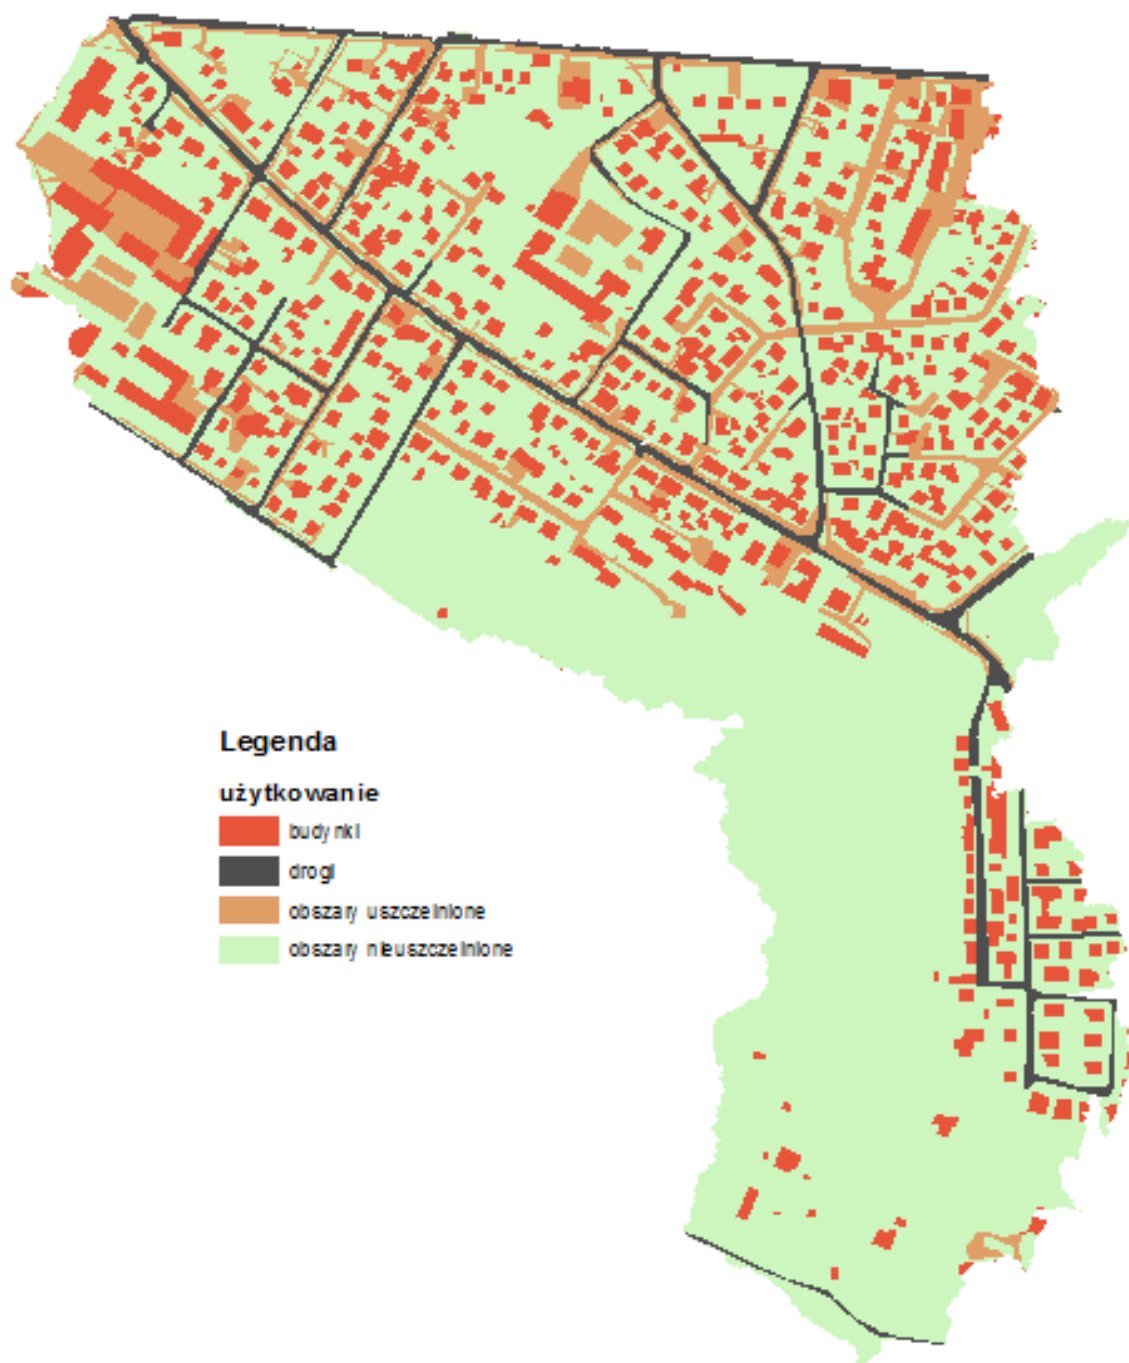 Legenda
użytkowanie
budynki
drogi
obszary uszczelnione
obszary nieuszczelnione